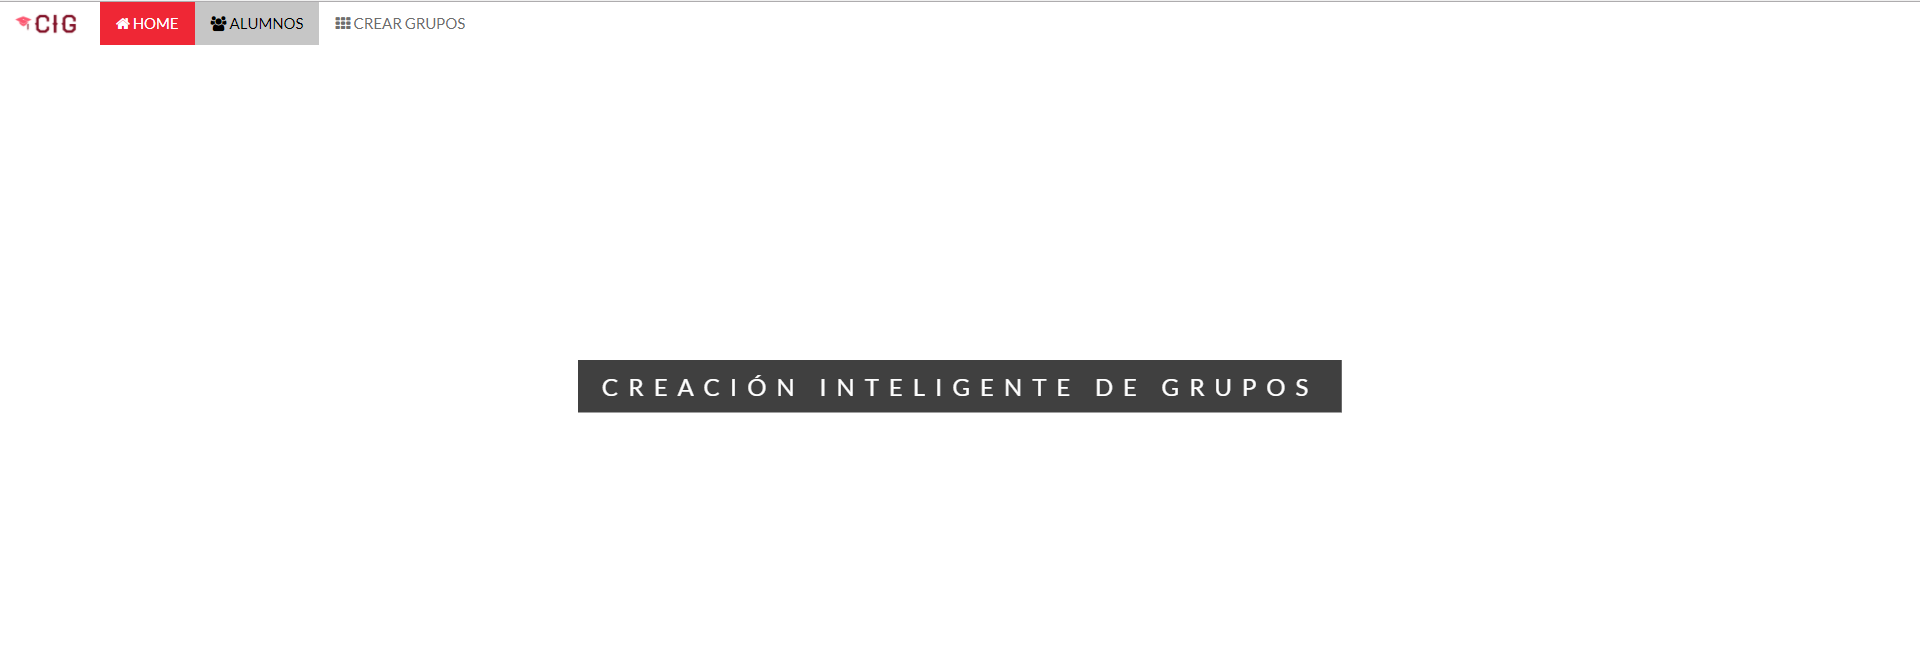 CIG HOME ALUMNOS CREAR GRUPOS
CREACIÓN INTELIGENTE DE GRUPOS